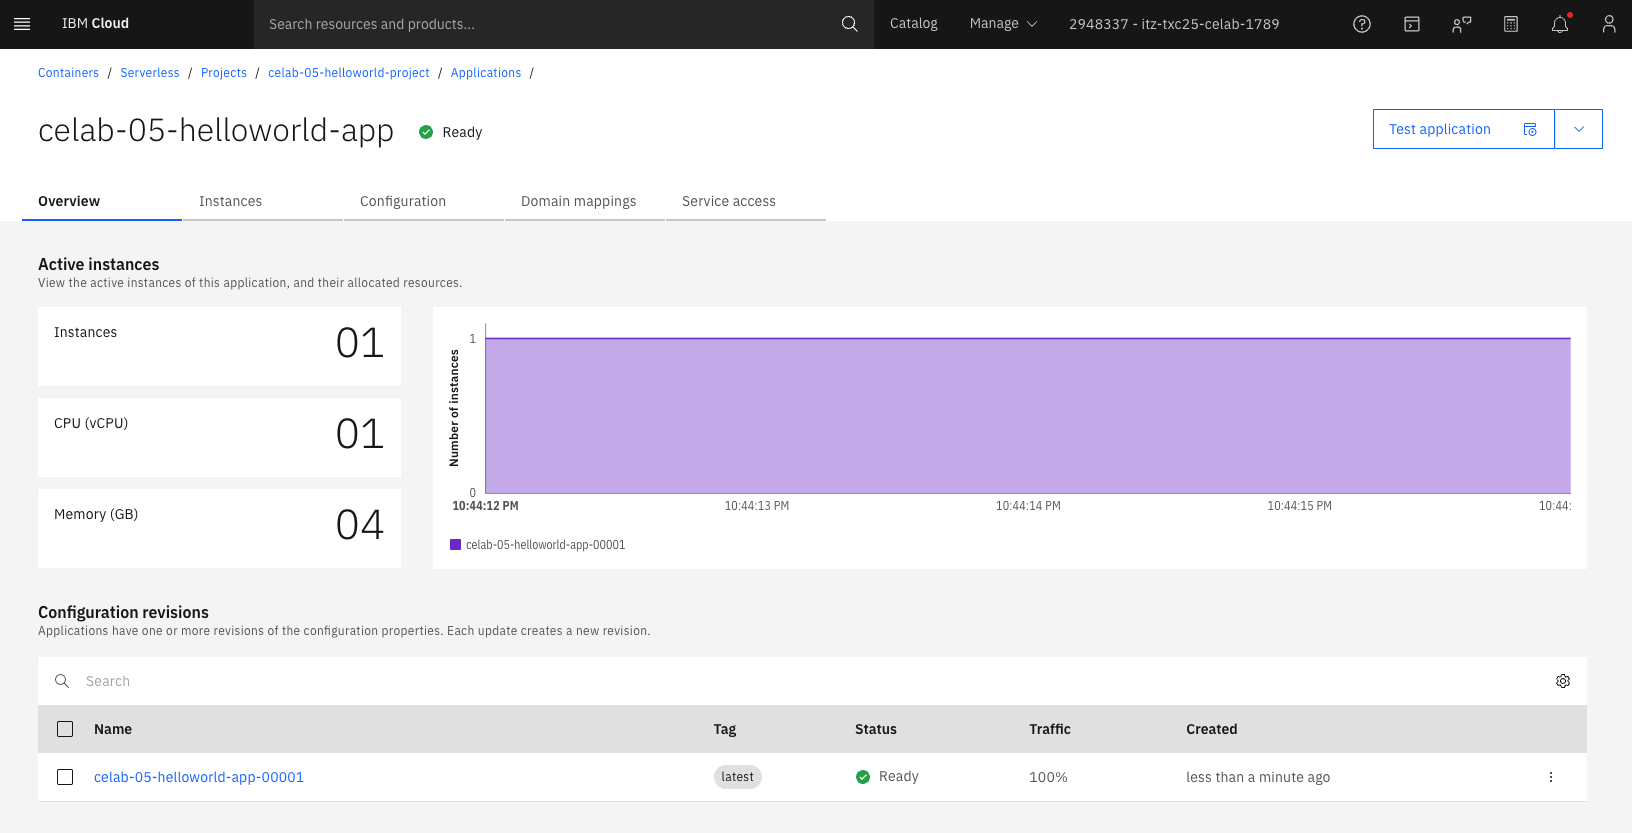 IBM Cloud
Search resources and products...
Catalog
Manage
2948337 - itz-txc25-celab-1789
Containers / Serverless / Projects / celab-05-helloworld-project / Applications /
celab-05-helloworld-app
Ready
Test application
Overview
Instances
Configuration
Domain mappings
Service access
Active instances
View the active instances of this application, and their allocated resources.
Instances
01
CPU (vCPU)
01
Memory (GB)
04
Number of instances
1
0
10:44:12 PM
10:44:13 PM
10:44:14 PM
10:44:15 PM
10:44:
celab-05-helloworld-app-00001
Configuration revisions
Applications have one or more revisions of the configuration properties. Each update creates a new revision.
Search
Name Tag Status Traffic Created
celab-05-helloworld-app-00001 latest Ready 100% less than a minute ago